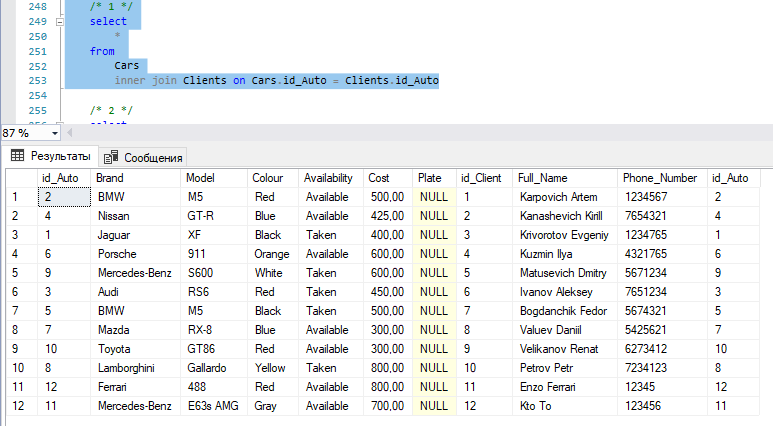 248 /* 1 */
249 select
250 *
251 from
252 Cars
253 inner join Clients on Cars.id_Auto = Clients.id_Auto
254
255 /* 2 */
87 %
Результаты Сообщения
id_Auto Brand Model Colour Availability Cost Plate id_Client Full_Name Phone_Number id_Auto
1 2 BMW M5 Red Available 500,00 NULL 1 Karpovich Artem 1234567 2
2 4 Nissan GT-R Blue Available 425,00 NULL 2 Kanashevich Kirill 7654321 4
3 1 Jaguar XF Black Taken 400,00 NULL 3 Krivorotov Evgeniy 1234765 1
4 6 Porsche 911 Orange Available 600,00 NULL 4 Kuzmin Ilya 4321765 6
5 9 Mercedes-Benz S600 White Taken 600,00 NULL 5 Matusevich Dmitry 5671234 9
6 3 Audi RS6 Red Taken 450,00 NULL 6 Ivanov Aleksey 7651234 3
7 5 BMW M5 Black Taken 500,00 NULL 7 Bogdanchik Fedor 5674321 5
8 7 Mazda RX-8 Blue Available 300,00 NULL 8 Valuev Daniil 5425621 7
9 10 Toyota GT86 Red Available 300,00 NULL 9 Velikanov Renat 6273412 10
10 8 Lamborghini Gallardo Yellow Taken 800,00 NULL 10 Petrov Petr 7234123 8
11 12 Ferrari 488 Red Available 800,00 NULL 11 Enzo Ferrari 12345 12
12 11 Mercedes-Benz E63s AMG Gray Available 700,00 NULL 12 Kto To 123456 11